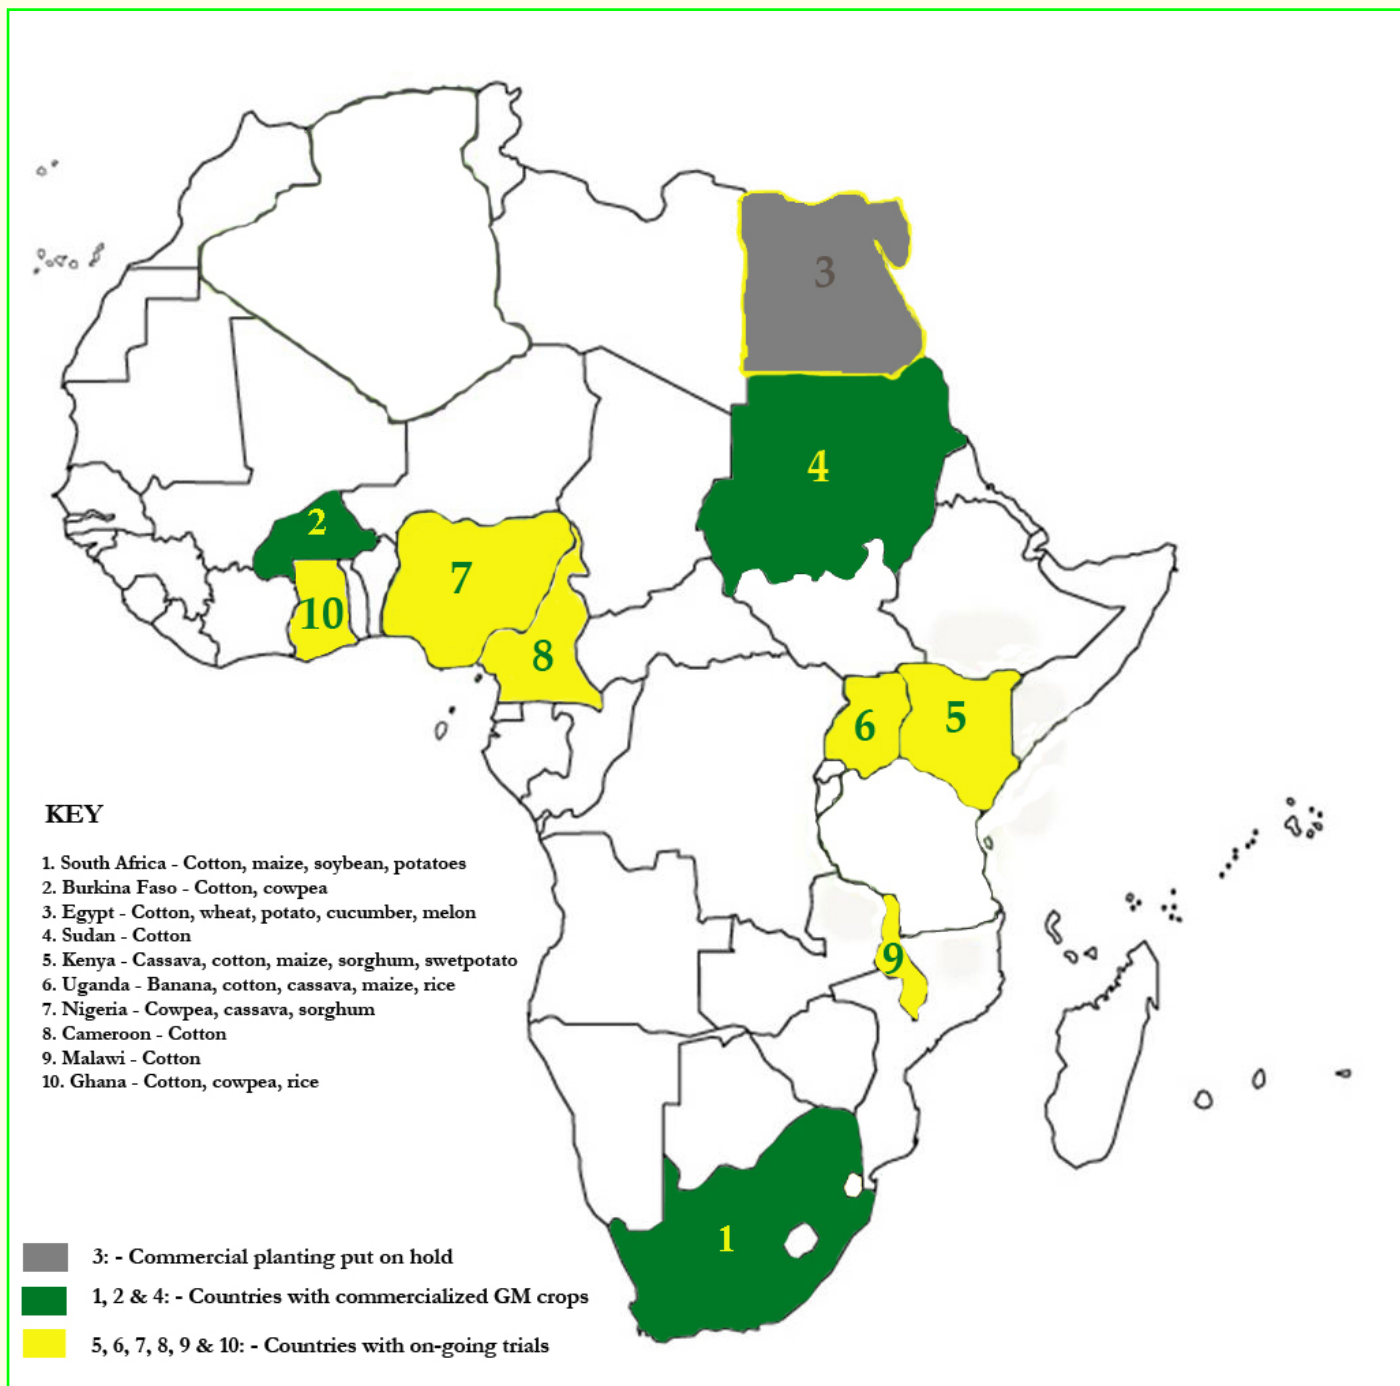 3
4
2
7
10
8
6
5
9
KEY
1. South Africa - Cotton, maize, soybean, potatoes
2. Burkina Faso - Cotton, cowpea
3. Egypt - Cotton, wheat, potato, cucumber, melon
4. Sudan - Cotton
5. Kenya - Cassava, cotton, maize, sorghum, swetpotato
6. Uganda - Banana, cotton, cassava, maize, rice
7. Nigeria - Cowpea, cassava, sorghum
8. Cameroon - Cotton
9. Malawi - Cotton
10. Ghana - Cotton, cowpea, rice
1
3: - Commercial planting put on hold
1, 2 & 4: - Countries with commercialized GM crops
5, 6, 7, 8, 9 & 10: - Countries with on-going trials